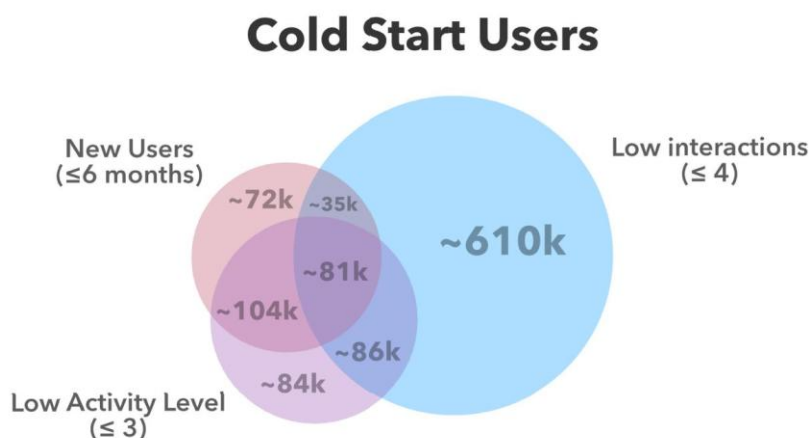 Cold Start Users
New Users
(≤6 months)
Low interactions
(≤ 4)
~72k
~35k
~610k
~81k
~104k
~86k
~84k
Low Activity Level
(≤ 3)